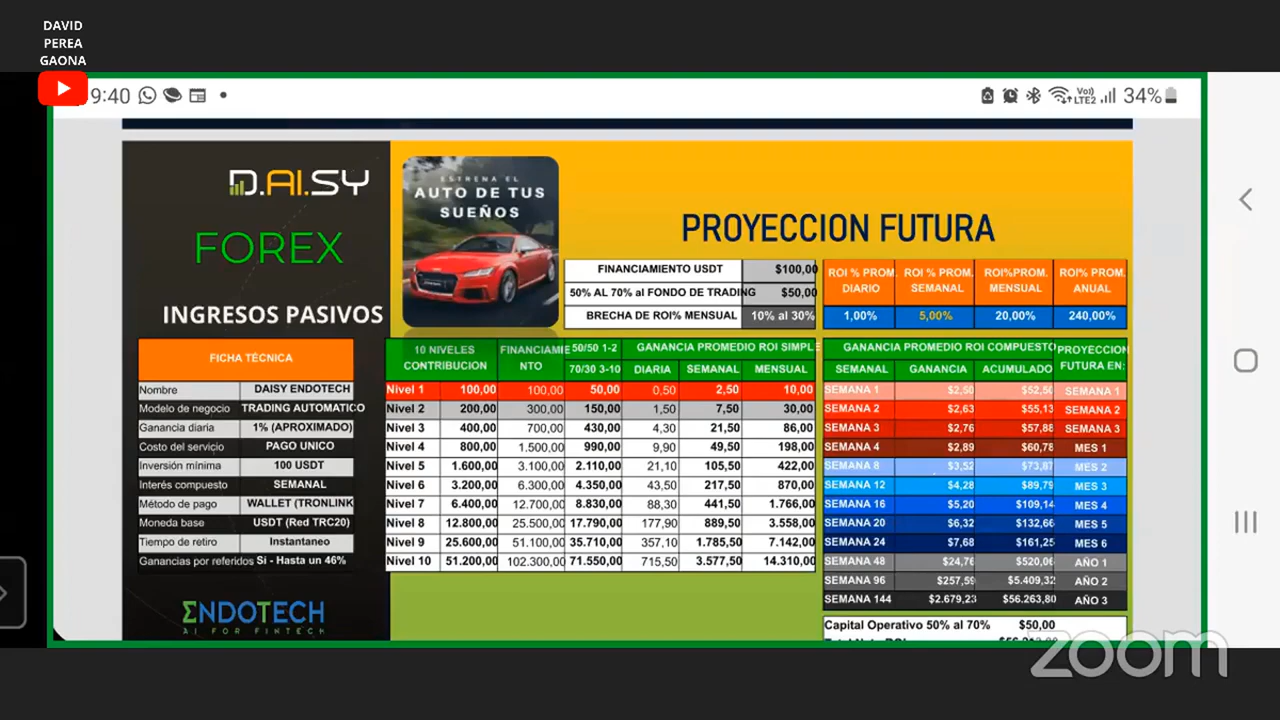 DAVID
PEREA
GAONA
9:40
Vo))
LTE2
34%
D.AI.SY
FOREX
INGRESOS PASIVOS
ESTRENA EL
AUTO DE TUS
SUEÑOS
PROYECCION FUTURA
FINANCIAMIENTO USDT $100,00
50% AL 70% al FONDO DE TRADING $50,00
BRECHA DE ROI% MENSUAL 10% al 30%
ROI % PROM. DIARIO ROI % PROM. SEMANAL ROI%PROM. MENSUAL ROI% PROM. ANUAL
1,00% 5,00% 20,00% 240,00%
FICHA TÉCNICA
Nombre DAISY ENDOTECH
Modelo de negocio TRADING AUTOMATICO
Ganancia diaria 1% (APROXIMADO)
Costo del servicio PAGO UNICO
Inversión mínima 100 USDT
Interés compuesto SEMANAL
Método de pago WALLET (TRONLINK
Moneda base USDT (Red TRC20)
Tiempo de retiro Instantaneo
Ganancias por referidos Si - Hasta un 46%
ENDOTECH
AI FOR FINTECH
10 NIVELES CONTRIBUCION FINANCIAMIE NTO 50/50 1-2 70/30 3-10 GANANCIA PROMEDIO ROI SIMPLE
DIARIA SEMANAL MENSUAL
Nivel 1 100,00 100,00 50,00 0,50 2,50 10,00
Nivel 2 200,00 300,00 150,00 1,50 7,50 30,00
Nivel 3 400,00 700,00 430,00 4,30 21,50 86,00
Nivel 4 800,00 1.500,00 990,00 9,90 49,50 198,00
Nivel 5 1.600,00 3.100,00 2.110,00 21,10 105,50 422,00
Nivel 6 3.200,00 6.300,00 4.350,00 43,50 217,50 870,00
Nivel 7 6.400,00 12.700,00 8.830,00 88,30 441,50 1.766,00
Nivel 8 12.800,00 25.500,00 17.790,00 177,90 889,50 3.558,00
Nivel 9 25.600,00 51.100,00 35.710,00 357,10 1.785,50 7.142,00
Nivel 10 51.200,00 102.300,00 71.550,00 715,50 3.577,50 14.310,00
GANANCIA PROMEDIO ROI COMPUESTO PROYECCION FUTURA EN:
SEMANAL GANANCIA ACUMULADO
SEMANA 1 $2,50 $52,50 SEMANA 1
SEMANA 2 $2,63 $55,13 SEMANA 2
SEMANA 3 $2,76 $57,88 SEMANA 3
SEMANA 4 $2,89 $60,78 MES 1
SEMANA 8 $3,52 $73,87 MES 2
SEMANA 12 $4,28 $89,79 MES 3
SEMANA 16 $5,20 $109,14 MES 4
SEMANA 20 $6,32 $132,66 MES 5
SEMANA 24 $7,68 $161,25 MES 6
SEMANA 48 $24,76 $520,06 AÑO 1
SEMANA 96 $257,59 $5.409,32 AÑO 2
SEMANA 144 $2.679,23 $56.263,80 AÑO 3
Capital Operativo 50% al 70% $50,00
zoom